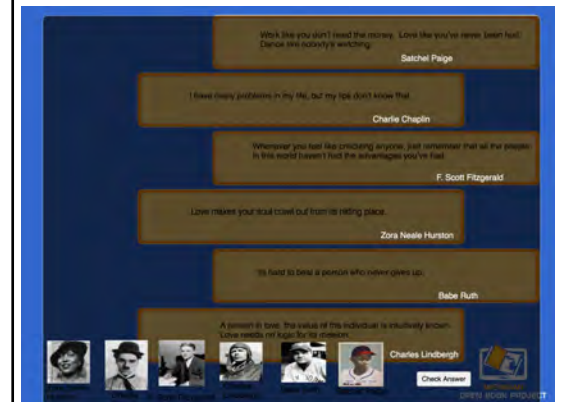 Work like you don't need the money. Love like you've never been hurt.
Dance like nobody's watching.
Satchel Paige
I have many problems in my life, but my lips don't know that.
Charlie Chaplin
Whenever you feel like criticizing anyone, just remember that all the people
in this world haven't had the advantages you've had.
F. Scott Fitzgerald
Love makes your soul crawl out from its hiding place.
Zora Neale Hurston
It's hard to beat a person who never gives up.
Babe Ruth
A person in love, the value of this individual is intuitively known.
Love needs no logic for its mission.
Charles Lindbergh
Check Answer
MICHIGAN
OPEN BOOK PROJECT